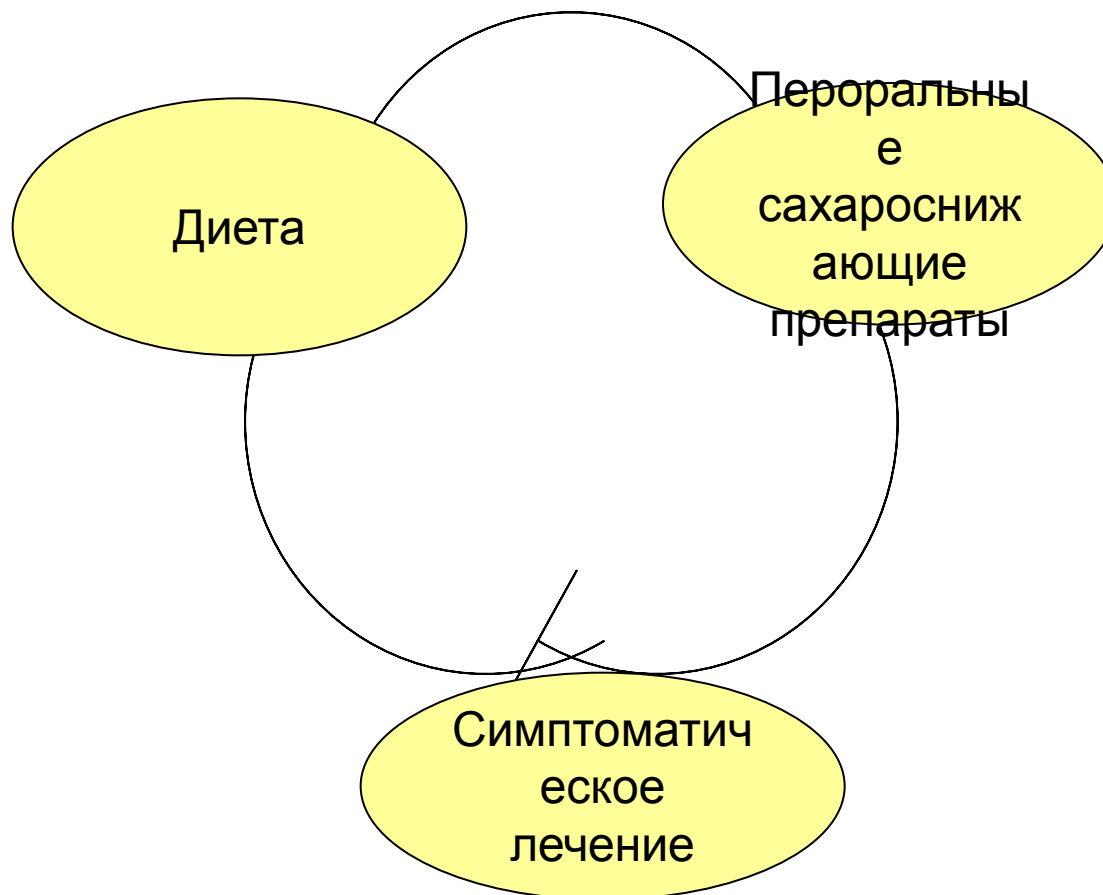 Диета
Пероральны
е
сахаросниж
ающие
препараты
Симптоматич
еское
лечение